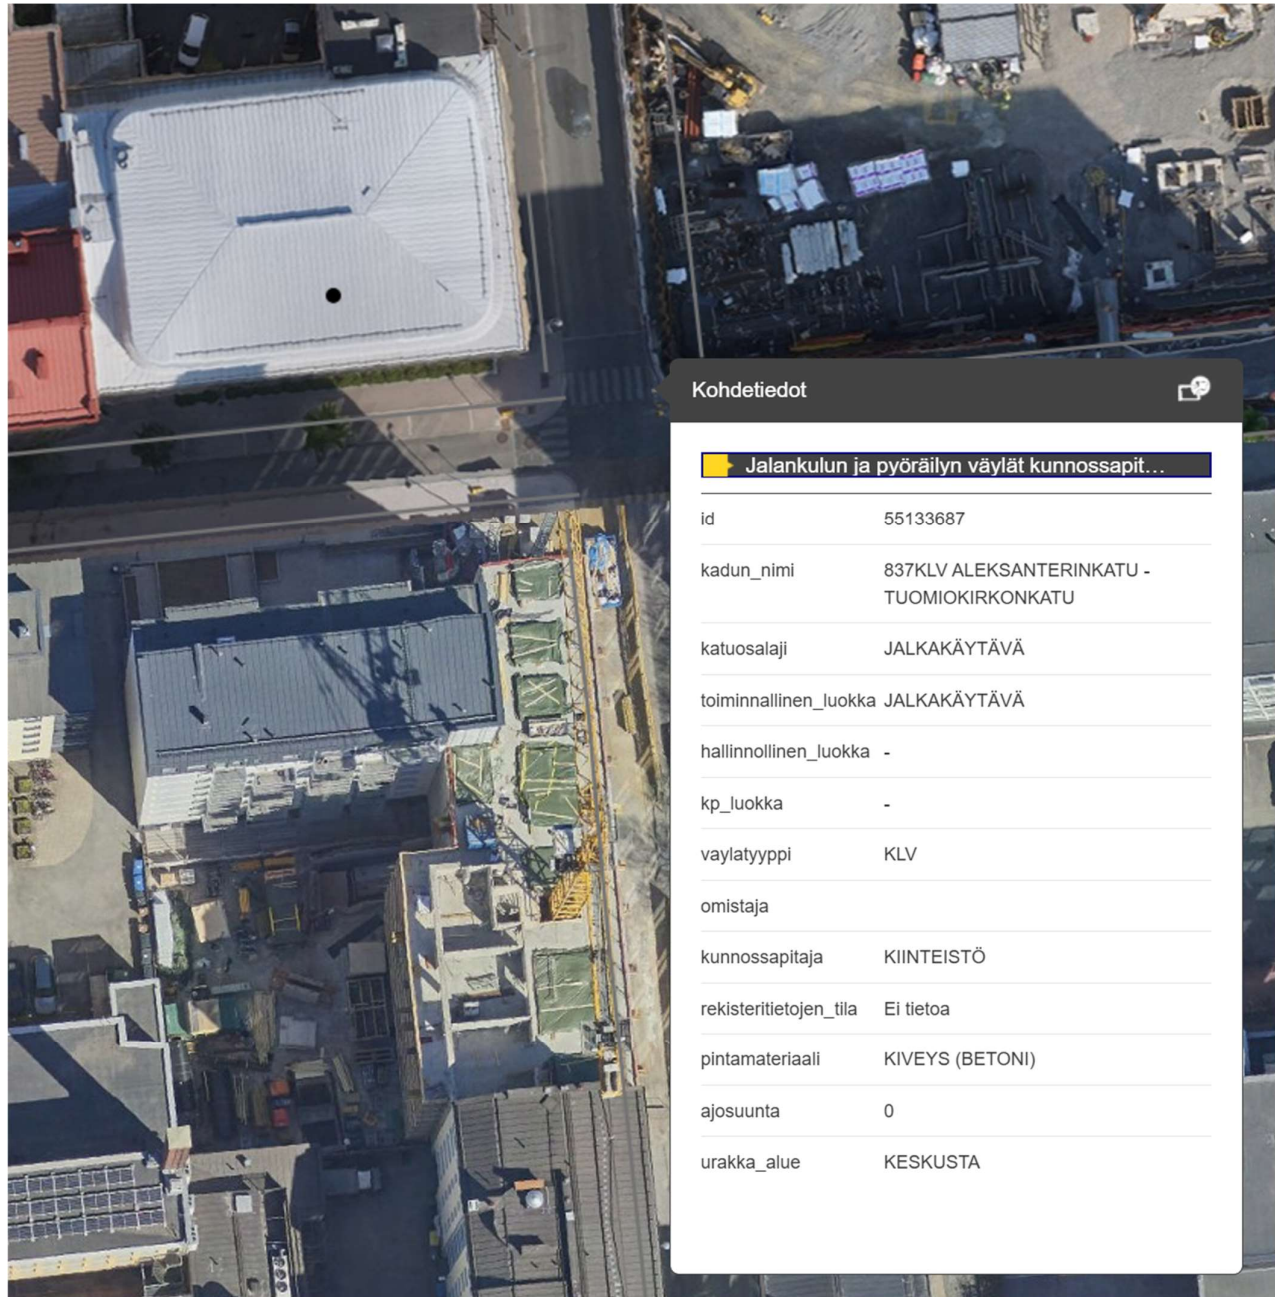 Kohdetiedot
Jalankulun ja pyöräilyn väylät kunnossapit...
id 55133687
kadun_nimi 837KLV ALEKSANTERINKATU -
TUOMIOKIRKONKATU
katuosalaji JALKAKÄYTÄVÄ
toiminnallinen_luokka JALKAKÄYTÄVÄ
hallinnollinen_luokka -
kp_luokka -
vaylatyyppi KLV
omistaja
kunnossapitaja KIINTEISTÖ
rekisteritietojen_tila Ei tietoa
pintamateriaali KIVEYS (BETONI)
ajosuunta 0
urakka_alue KESKUSTA